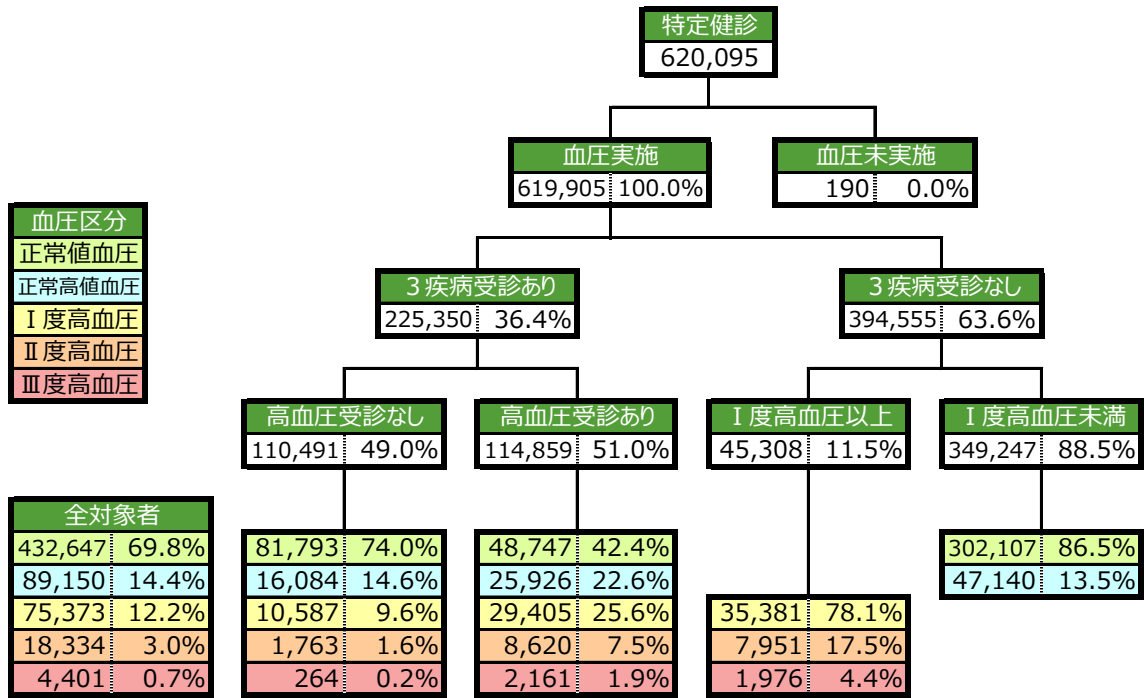 特定健診
620,095
血圧実施
619,905 100.0%
血圧未実施
190 0.0%
血圧区分
正常値血圧
正常高値血圧
Ⅰ度高血圧
Ⅱ度高血圧
Ⅲ度高血圧
３疾病受診あり
225,350 36.4%
３疾病受診なし
394,555 63.6%
高血圧受診なし
110,491 49.0%
高血圧受診あり
114,859 51.0%
Ⅰ度高血圧以上
45,308 11.5%
Ⅰ度高血圧未満
349,247 88.5%
全対象者
432,647 69.8%
89,150 14.4%
75,373 12.2%
18,334 3.0%
4,401 0.7%
81,793 74.0%
16,084 14.6%
10,587 9.6%
1,763 1.6%
264 0.2%
48,747 42.4%
25,926 22.6%
29,405 25.6%
8,620 7.5%
2,161 1.9%
35,381 78.1%
7,951 17.5%
1,976 4.4%
302,107 86.5%
47,140 13.5%